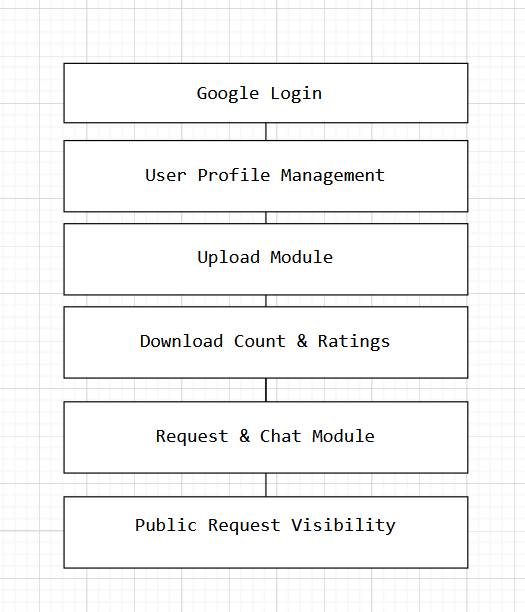 Google Login
User Profile Management
Upload Module
Download Count & Ratings
Request & Chat Module
Public Request Visibility